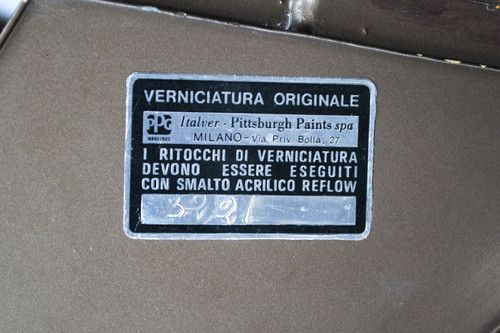 VERNICIATURA ORIGINALE
PPG INDUSTRIES Italver - Pittsburgh Paints spa
MILANO - Via Priv. Bolla, 27
I RITOCCHI DI VERNICIATURA
DEVONO ESSERE ESEGUITI
CON SMALTO ACRILICO REFLOW